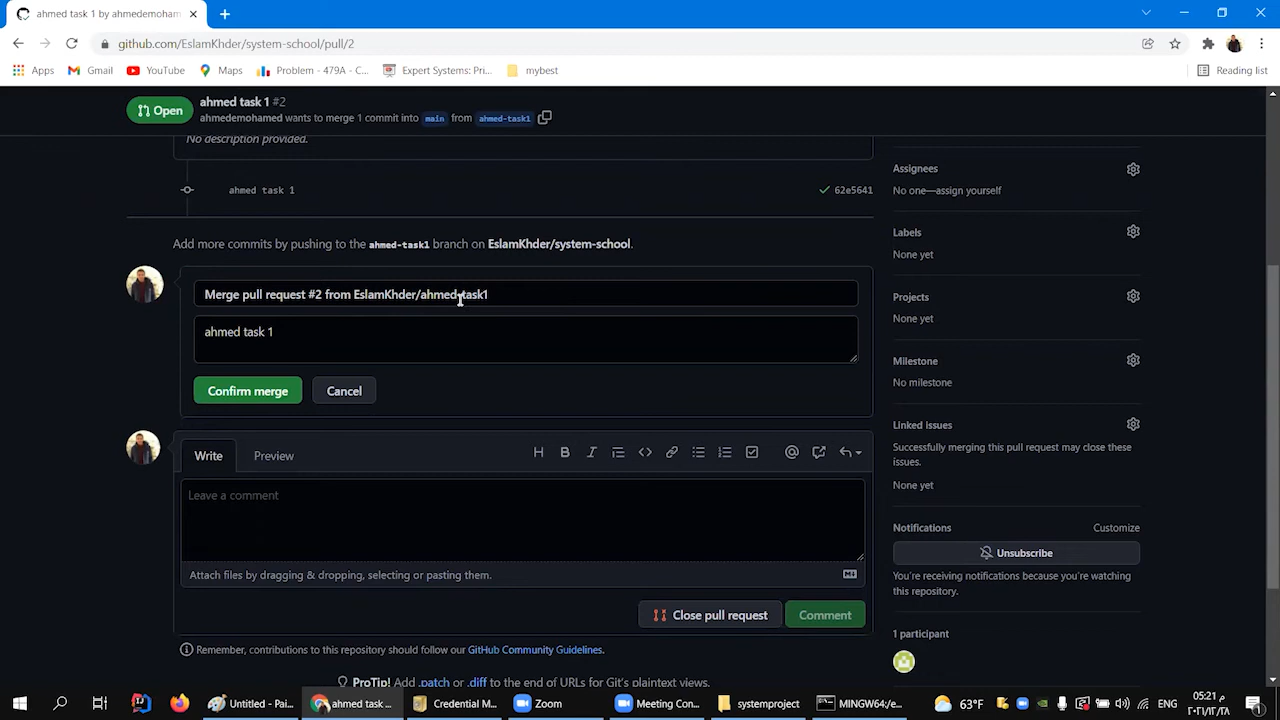 ahmed task 1 by ahmedemoham
github.com/EslamKhder/system-school/pull/2
Apps
Gmail
YouTube
Maps
Problem - 479A - C...
Expert Systems: Pri...
mybest
Reading list
Open
ahmed task 1 #2
ahmedemohamed wants to merge 1 commit into main from ahmed-task1
No description provided.
ahmed task 1
62e5641
Add more commits by pushing to the ahmed-task1 branch on EslamKhder/system-school.
Merge pull request #2 from EslamKhder/ahmed-task1
ahmed task 1
Confirm merge
Cancel
Write
Preview
Leave a comment
Attach files by dragging & dropping, selecting or pasting them.
Close pull request
Comment
Remember, contributions to this repository should follow our GitHub Community Guidelines.
ProTip! Add .patch or .diff to the end of URLs for Git's plaintext views.
Assignees
No one—assign yourself
Labels
None yet
Projects
None yet
Milestone
No milestone
Linked issues
Successfully merging this pull request may close these
issues.
None yet
Notifications
Customize
Unsubscribe
You're receiving notifications because you're watching
this repository.
1 participant
Untitled - Pai...
ahmed task ...
Credential M...
Zoom
Meeting Con...
systemproject
MINGW64:/e...
63°F
ENG
05:21 م
٢٠٢١/١٢/٢٨